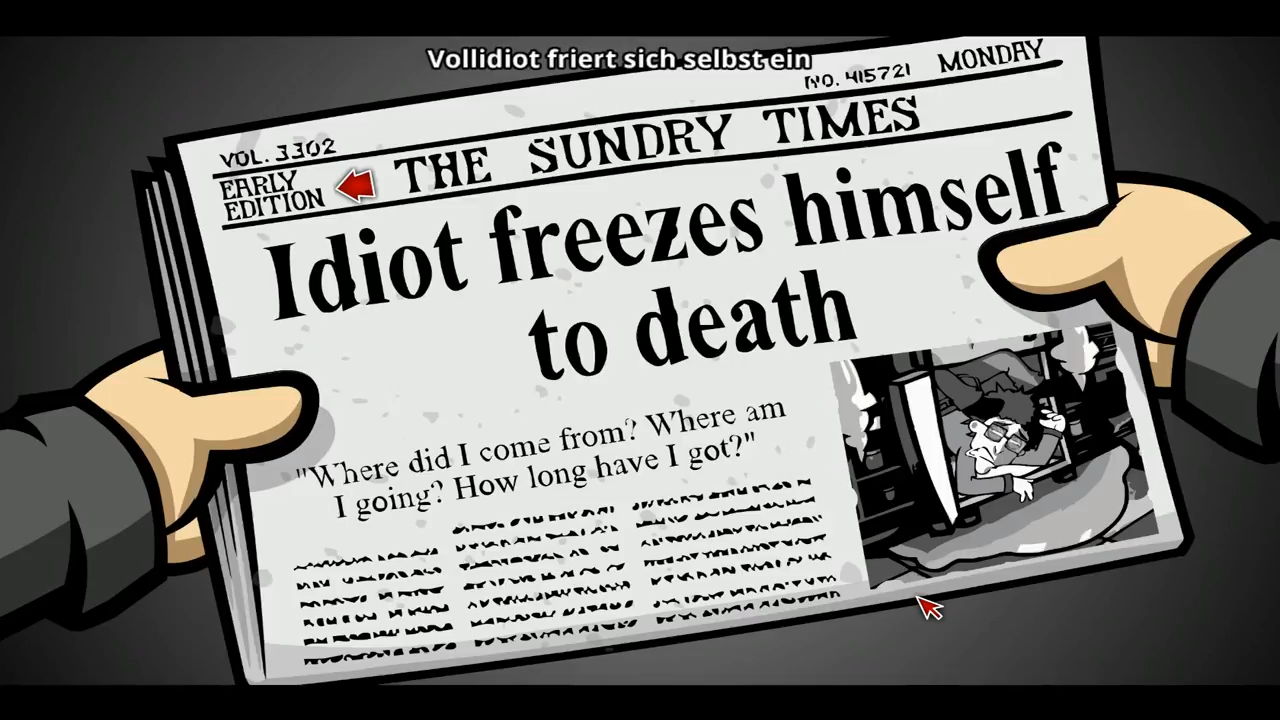 Vollidiot friert sich selbst ein
NO. 415721 MONDAY
VOL. 3302
EARLY
EDITION
THE SUNDRY TIMES
Idiot freezes himself
to death
"Where did I come from? Where am
I going? How long have I got?"